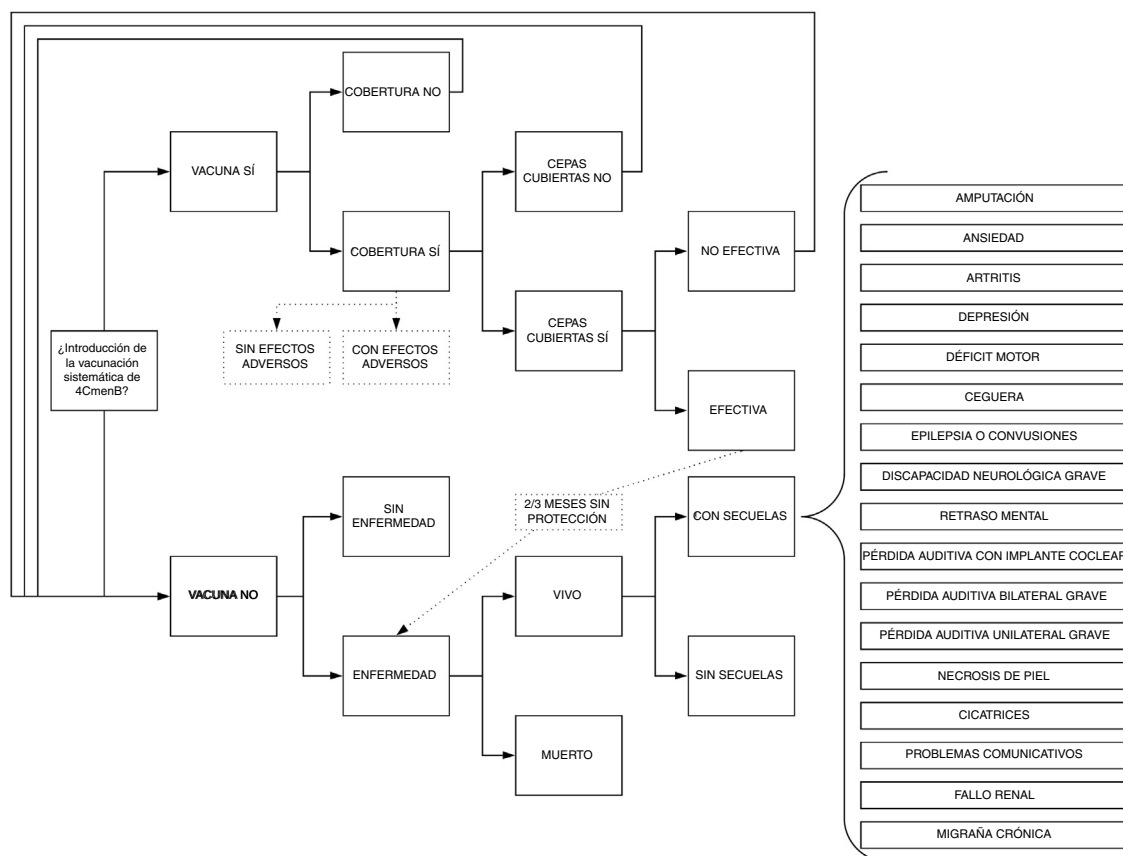 COBERTURA NO
VACUNA SÍ
CEPAS
CUBIERTAS NO
COBERTURA SÍ
NO EFECTIVA
¿Introducción de
la vacunación
sistemática de
4CmenB?
SIN EFECTOS
ADVERSOS
CON EFECTOS
ADVERSOS
CEPAS
CUBIERTAS SÍ
EFECTIVA
SIN
ENFERMEDAD
2/3 MESES SIN
PROTECCIÓN
CON SECUELAS
VACUNA NO
VIVO
ENFERMEDAD
SIN SECUELAS
MUERTO
AMPUTACIÓN
ANSIEDAD
ARTRITIS
DEPRESIÓN
DÉFICIT MOTOR
CEGUERA
EPILEPSIA O CONVUSIONES
DISCAPACIDAD NEUROLÓGICA GRAVE
RETRASO MENTAL
PÉRDIDA AUDITIVA CON IMPLANTE COCLEAR
PÉRDIDA AUDITIVA BILATERAL GRAVE
PÉRDIDA AUDITIVA UNILATERAL GRAVE
NECROSIS DE PIEL
CICATRICES
PROBLEMAS COMUNICATIVOS
FALLO RENAL
MIGRAÑA CRÓNICA